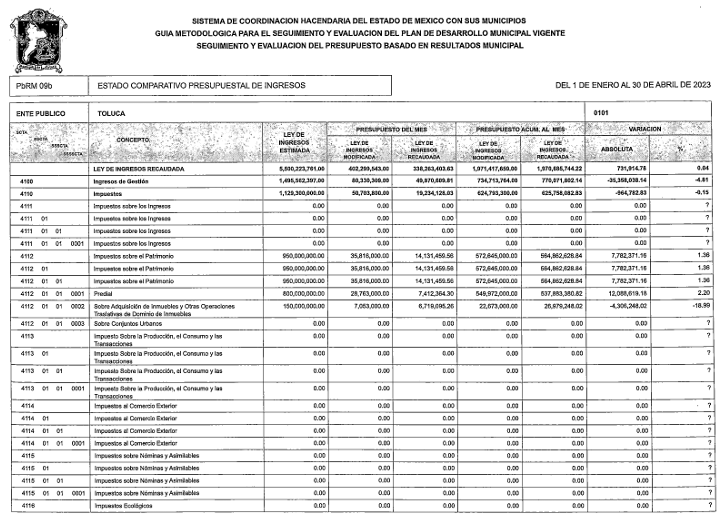 SISTEMA DE COORDINACION HACENDARIA DEL ESTADO DE MEXICO CON SUS MUNICIPIOS
GUIA METODOLOGICA PARA EL SEGUIMIENTO Y EVALUACION DEL PLAN DE DESARROLLO MUNICIPAL VIGENTE
SEGUIMIENTO Y EVALUACION DEL PRESUPUESTO BASADO EN RESULTADOS MUNICIPAL
PbRM 09b ESTADO COMPARATIVO PRESUPUESTAL DE INGRESOS DEL 1 DE ENERO AL 30 DE ABRIL DE 2023
ENTE PUBLICO TOLUCA 0101
CONCEPTO LEY DE INGRESOS ESTIMADA PRESUPUESTO DEL MES PRESUPUESTO ACUM. AL MES VARIACION
LEY DE INGRESOS MODIFICADA LEY DE INGRESOS RECAUDADA LEY DE INGRESOS MODIFICADA LEY DE INGRESOS RECAUDADA ABSOLUTA %
LEY DE INGRESOS RECAUDADA 402,290,543.00 338,263,403.63 1,971,417,659.00 1,970,685,744.22 731,914.78 0.04
4100 Ingresos de Gestión 80,330,300.00 734,713,764.00 770,071,802.14 -35,358,038.14 -4.81
4110 Impuestos 1,129,300,000.00 50,703,800.00 19,234,128.03 624,793,300.00 625,758,082.83 -964,782.83 -0.15
4111 Impuestos sobre los Ingresos 0.00 0.00 0.00 0.00 0.00 0.00 ?
4111 01 Impuestos sobre los Ingresos 0.00 0.00 0.00 0.00 0.00 0.00 ?
4111 01 01 Impuestos sobre los Ingresos 0.00 0.00 0.00 0.00 0.00 0.00 ?
4111 01 01 0001 Impuestos sobre los Ingresos 0.00 0.00 0.00 0.00 0.00 0.00 ?
4112 Impuestos sobre el Patrimonio 950,000,000.00 35,816,000.00 14,131,459.56 572,645,000.00 564,862,628.84 7,782,371.16 1.36
4112 01 Impuestos sobre el Patrimonio 950,000,000.00 35,816,000.00 14,131,459.56 572,645,000.00 564,862,628.84 7,782,371.16 1.36
4112 01 01 Impuestos sobre el Patrimonio 950,000,000.00 35,816,000.00 14,131,459.56 572,645,000.00 564,862,628.84 7,782,371.16 1.36
4112 01 01 0001 Predial 800,000,000.00 28,763,000.00 7,412,364.30 549,972,000.00 537,883,380.82 12,088,619.18 2.20
4112 01 01 0002 Sobre Adquisición de Inmuebles y Otras Operaciones 150,000,000.00 7,053,000.00 6,719,095.26 22,673,000.00 26,979,248.02 -4,306,248.02 -18.99
Traslativas de Dominio de Inmuebles
4112 01 01 0003 Sobre Conjuntos Urbanos 0.00 0.00 0.00 0.00 0.00 0.00 ?
4113 Impuesto Sobre la Producción, el Consumo y las 0.00 0.00 0.00 0.00 0.00 0.00 ?
Transacciones
4113 01 Impuesto Sobre la Producción, el Consumo y las 0.00 0.00 0.00 0.00 0.00 0.00 ?
Transacciones
4113 01 01 Impuesto Sobre la Producción, el Consumo y las 0.00 0.00 0.00 0.00 0.00 0.00 ?
Transacciones
4113 01 01 0001 Impuesto Sobre la Producción, el Consumo y las 0.00 0.00 0.00 0.00 0.00 0.00 ?
Transacciones
4114 Impuestos al Comercio Exterior 0.00 0.00 0.00 0.00 0.00 0.00 ?
4114 01 Impuestos al Comercio Exterior 0.00 0.00 0.00 0.00 0.00 0.00 ?
4114 01 01 Impuestos al Comercio Exterior 0.00 0.00 0.00 0.00 0.00 0.00 ?
4114 01 01 0001 Impuestos al Comercio Exterior 0.00 0.00 0.00 0.00 0.00 0.00 ?
4115 Impuestos sobre Nóminas y Asimilables 0.00 0.00 0.00 0.00 0.00 0.00 ?
4115 01 Impuestos sobre Nóminas y Asimilables 0.00 0.00 0.00 0.00 0.00 0.00 ?
4115 01 01 Impuestos sobre Nóminas y Asimilables 0.00 0.00 0.00 0.00 0.00 0.00 ?
4115 01 01 0001 Impuestos sobre Nóminas y Asimilables 0.00 0.00 0.00 0.00 0.00 0.00 ?
4116 Impuestos Ecológicos 0.00 0.00 0.00 0.00 0.00 0.00 ?